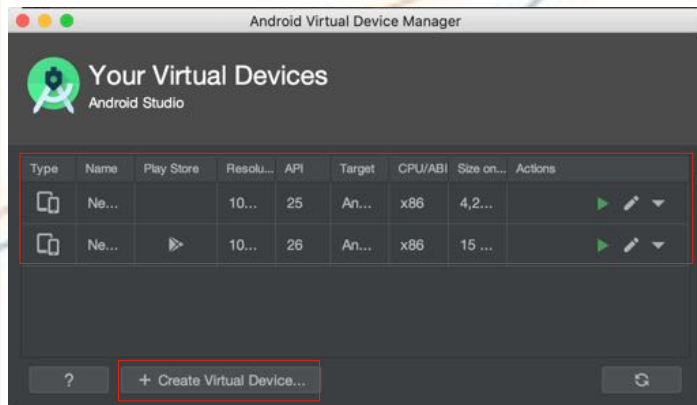 Android Virtual Device Manager
Your Virtual Devices
Android Studio
Type Name Play Store Resolu... API Target CPU/ABI Size on... Actions
Ne... 10... 25 An... x86 4,2...
Ne... 10... 26 An... x86 15 ...
? + Create Virtual Device...